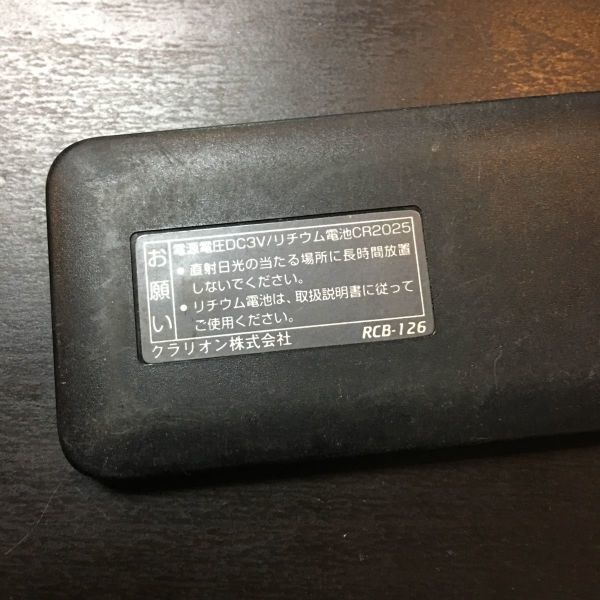 お願い
電源電圧DC3V/リチウム電池CR2025
● 直射日光の当たる場所に長時間放置
しないでください。
● リチウム電池は、取扱説明書に従って
ご使用ください。
クラリオン株式会社 RCB-126